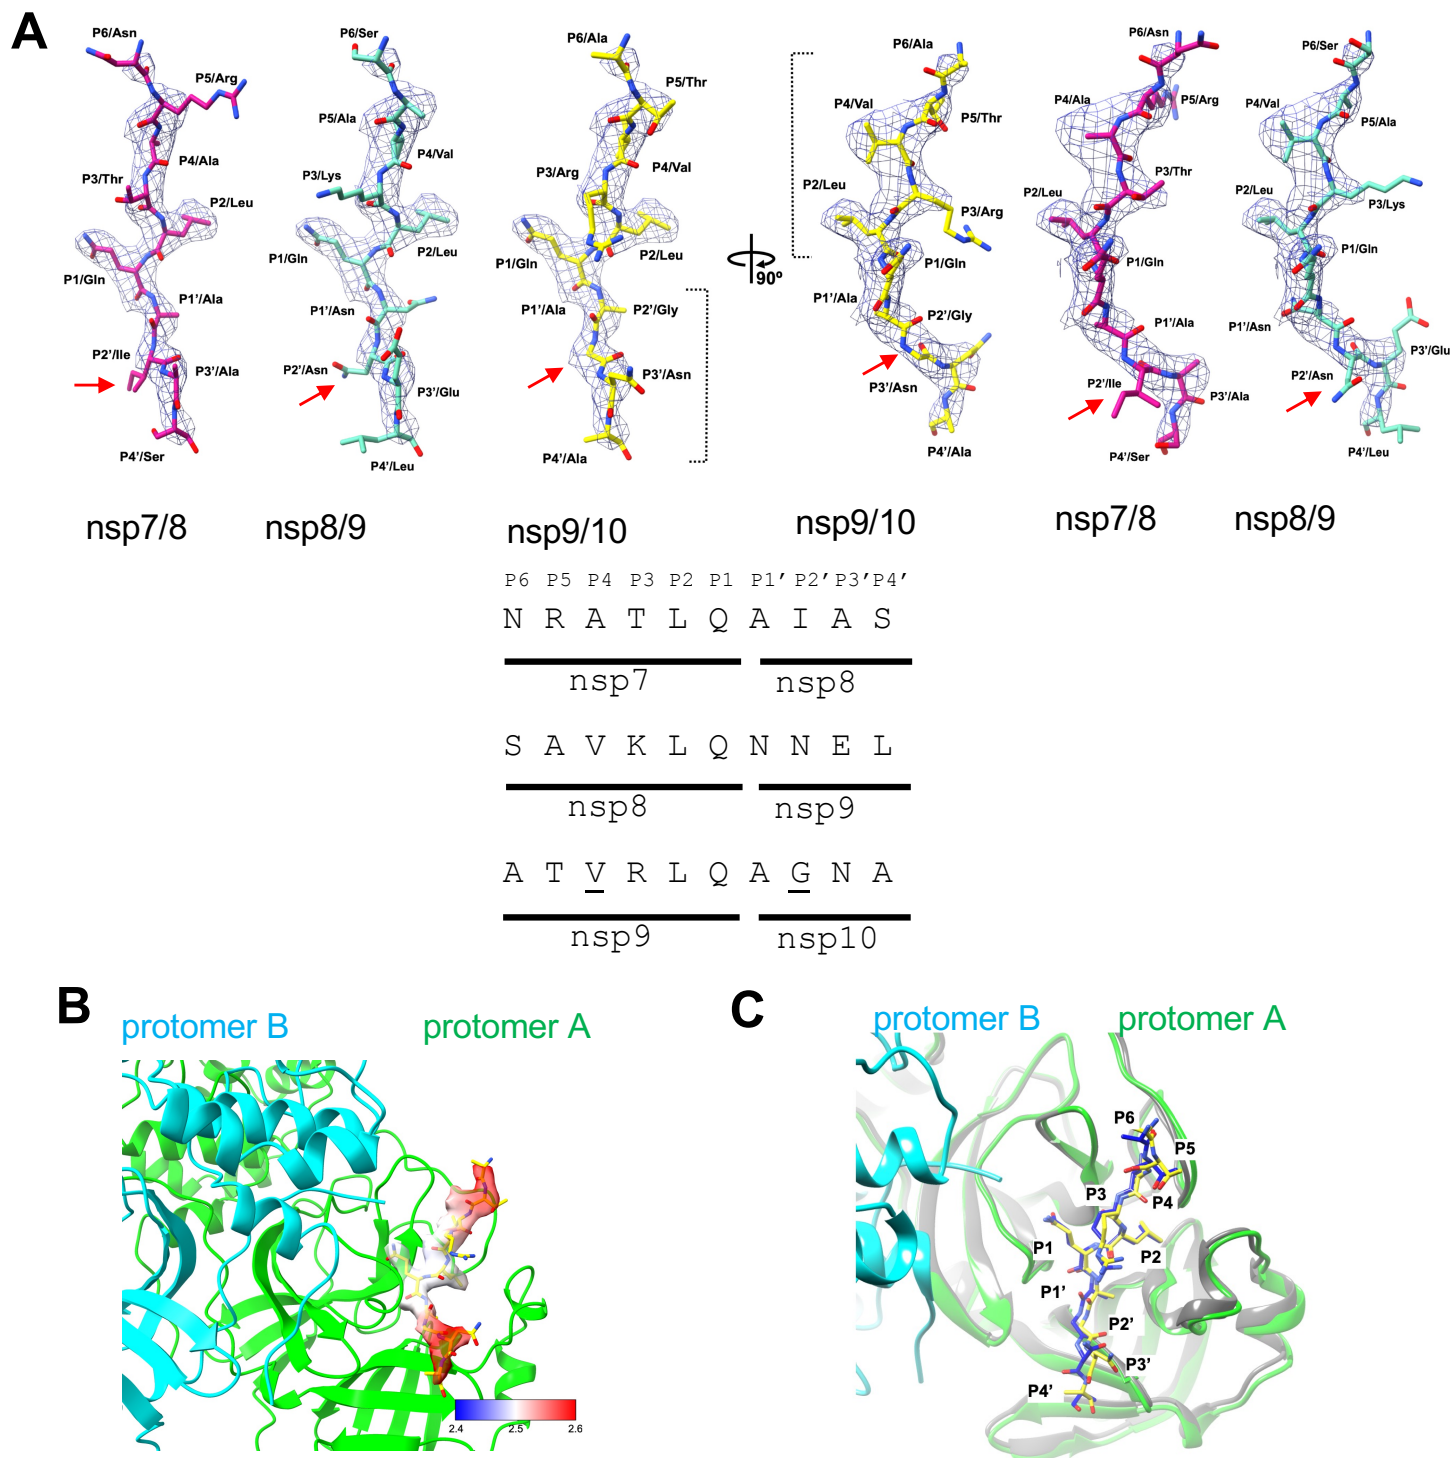 A
P6/Asn
P5/Arg
P4/Ala
P3/Thr
P2/Leu
P1/Gln
P1'/Ala
P2'/Ile
P3'/Ala
P4'/Ser
P6/Ser
P5/Ala
P4/Val
P3/Lys
P2/Leu
P1/Gln
P1'/Asn
P2'/Asn
P3'/Glu
P4'/Leu
P6/Ala
P5/Thr
P4/Val
P3/Arg
P2/Leu
P1/Gln
P1'/Ala
P2'/Gly
P3'/Asn
P4'/Ala
90º
P6/Ala
P4/Val
P5/Thr
P2/Leu
P3/Arg
P1/Gln
P1'/Ala
P2'/Gly
P3'/Asn
P4'/Ala
P6/Asn
P4/Ala
P5/Arg
P3/Thr
P2/Leu
P1/Gln
P1'/Ala
P2'/Ile
P3'/Ala
P4'/Ser
P6/Ser
P4/Val
P5/Ala
P2/Leu
P3/Lys
P1/Gln
P1'/Asn
P3'/Glu
P2'/Asn
P4'/Leu
nsp7/8 nsp8/9 nsp9/10 nsp9/10 nsp7/8 nsp8/9
P6 P5 P4 P3 P2 P1 P1' P2' P3' P4'
N R A T L Q A I A S
nsp7 nsp8
S A V K L Q N N E L
nsp8 nsp9
A T V R L Q A G N A
nsp9 nsp10
B
protomer B protomer A
2.4 2.5 2.6
C
protomer B protomer A
P6
P5
P3
P4
P1
P2
P1'
P2'
P3'
P4'